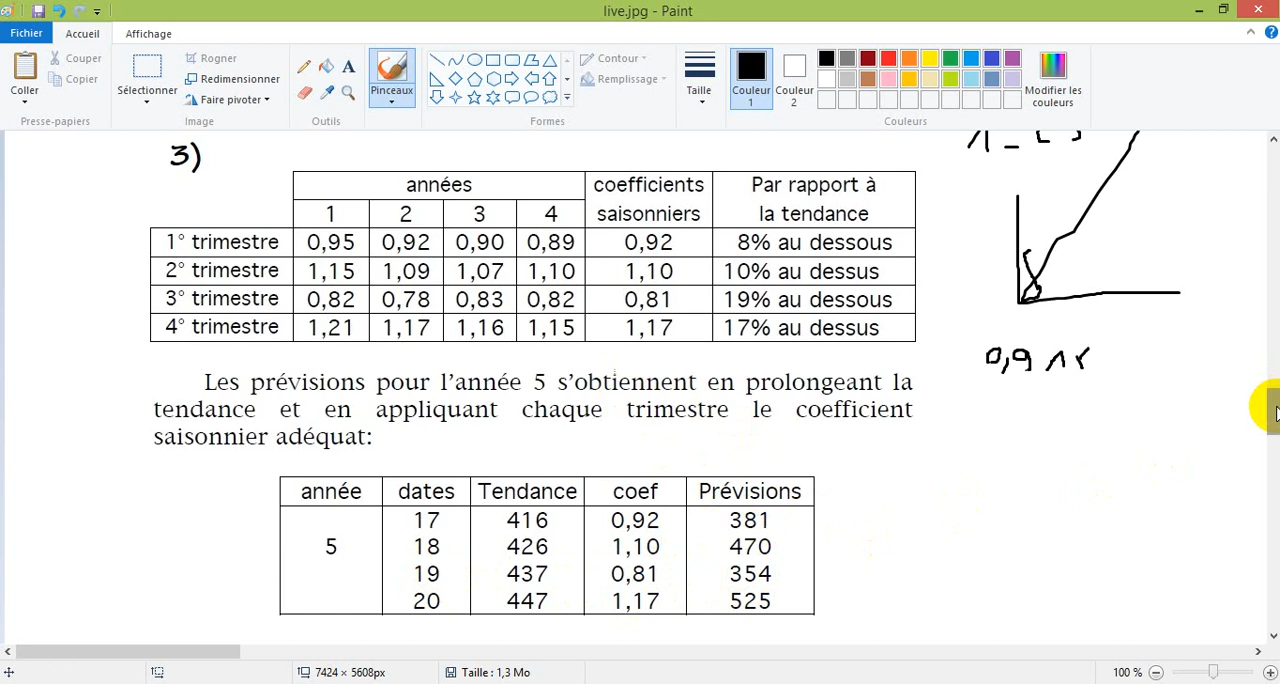 live.jpg - Paint
Fichier Accueil Affichage
Coller
Couper
Copier
Presse-papiers
Sélectionner
Rogner
Redimensionner
Faire pivoter
Image
A
Outils
Pinceaux
Contour
Remplissage
Formes
Taille
Couleur 1
Couleur 2
Modifier les couleurs
Couleurs
3)
années coefficients saisonniers Par rapport à la tendance
1 2 3 4
1° trimestre 0,95 0,92 0,90 0,89 0,92 8% au dessous
2° trimestre 1,15 1,09 1,07 1,10 1,10 10% au dessus
3° trimestre 0,82 0,78 0,83 0,82 0,81 19% au dessous
4° trimestre 1,21 1,17 1,16 1,15 1,17 17% au dessus
0,9
Les prévisions pour l'année 5 s'obtiennent en prolongeant la
tendance et en appliquant chaque trimestre le coefficient
saisonnier adéquat:
année dates Tendance coef Prévisions
17 416 0,92 381
5 18 426 1,10 470
19 437 0,81 354
20 447 1,17 525
7424 × 5608px Taille : 1,3 Mo 100 %